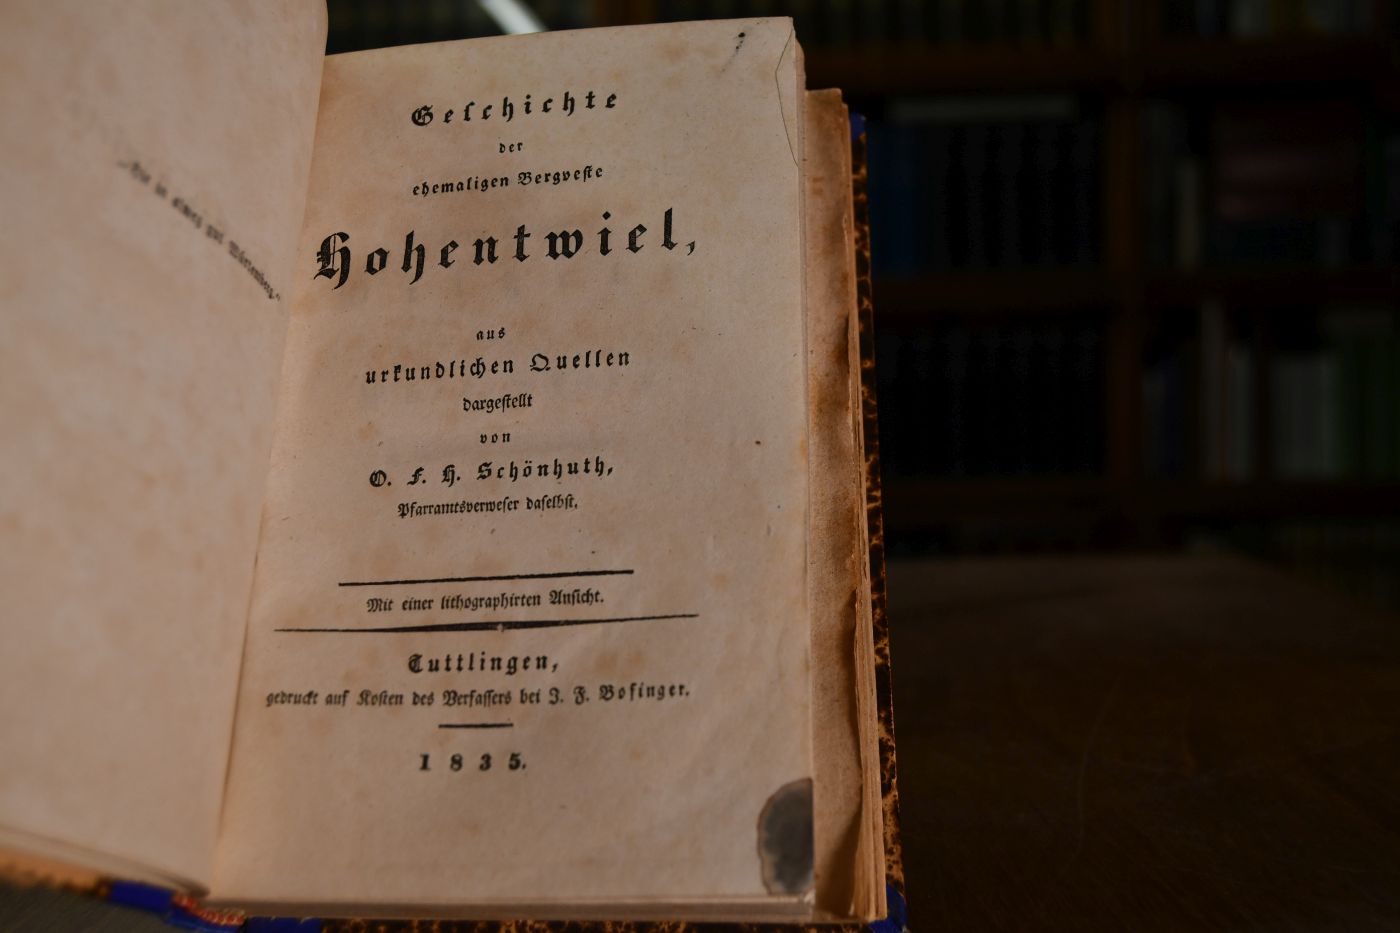 Geſchichte
der
ehemaligen Bergveſte
Hohentwiel,
aus
urkundlichen Quellen
dargeſtellt
von
O. F. H. Schönhuth,
Pfarramtsverweſer daſelbſt.
Mit einer lithographirten Anſicht.
Tuttlingen,
gedruckt auf Koſten des Verfaſſers bei J. F. Bofinger.
1835.